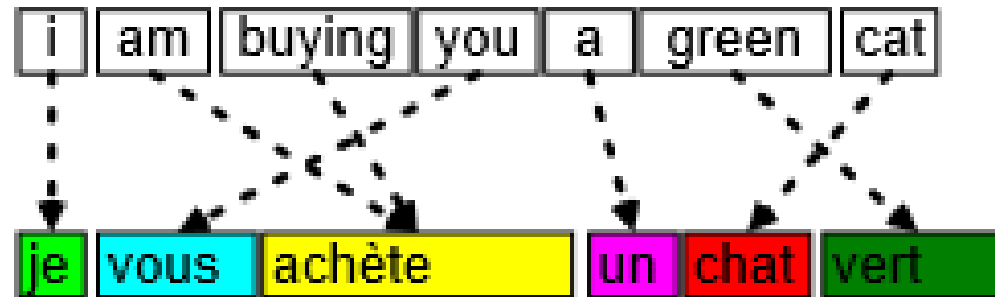 i am buying you a green cat
je vous achète un chat vert